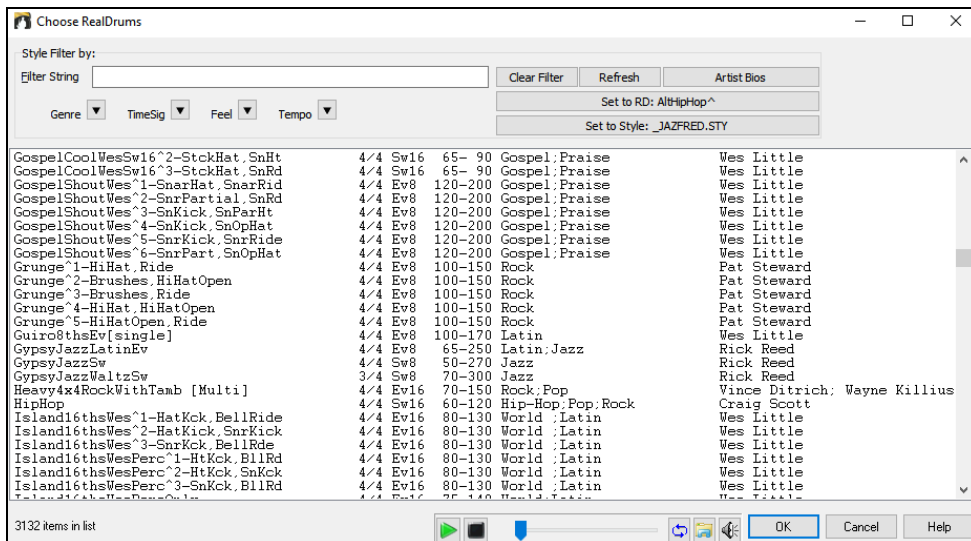 Choose RealDrums
Style Filter by:
Filter String
Clear Filter Refresh Artist Bios
Genre TimeSig Feel Tempo
Set to RD: AltHipHop^
Set to Style: _JAZFRED.STY
GospelCoolWesSw16^2-StckHat,SnHt 4/4 Sw16 65- 90 Gospel;Praise Wes Little
GospelCoolWesSw16^3-StckHat,SnRd 4/4 Sw16 65- 90 Gospel;Praise Wes Little
GospelShoutWes^1-SnarHat,SnarRid 4/4 Ev8 120-200 Gospel;Praise Wes Little
GospelShoutWes^2-SnrPartial,SnRd 4/4 Ev8 120-200 Gospel;Praise Wes Little
GospelShoutWes^3-SnKick,SnParHt 4/4 Ev8 120-200 Gospel;Praise Wes Little
GospelShoutWes^4-SnKick,SnOpHat 4/4 Ev8 120-200 Gospel;Praise Wes Little
GospelShoutWes^5-SnrKick,SnrRide 4/4 Ev8 120-200 Gospel;Praise Wes Little
GospelShoutWes^6-SnrPart,SnOpHat 4/4 Ev8 120-200 Gospel;Praise Wes Little
Grunge^1-HiHat,Ride 4/4 Ev8 100-150 Rock Pat Steward
Grunge^2-Brushes,HiHatOpen 4/4 Ev8 100-150 Rock Pat Steward
Grunge^3-Brushes,Ride 4/4 Ev8 100-150 Rock Pat Steward
Grunge^4-HiHat,HiHatOpen 4/4 Ev8 100-150 Rock Pat Steward
Grunge^5-HiHatOpen,Ride 4/4 Ev8 100-150 Rock Pat Steward
Guiro8thsEv[single] 4/4 Ev8 100-170 Latin Wes Little
GypsyJazzLatinEv 4/4 Ev8 65-250 Latin;Jazz Rick Reed
GypsyJazzSw 4/4 Sw8 50-270 Jazz Rick Reed
GypsyJazzWaltzSw 3/4 Sw8 70-300 Jazz Rick Reed
Heavy4x4RockWithTamb [Multi] 4/4 Ev16 70-150 Rock;Pop Vince Ditrich; Wayne Killius
HipHop 4/4 Sw16 60-120 Hip-Hop;Pop;Rock Craig Scott
Island16thsWes^1-HatKck,BellRide 4/4 Ev16 80-130 World ;Latin Wes Little
Island16thsWes^2-HatKick,SnrKick 4/4 Ev16 80-130 World ;Latin Wes Little
Island16thsWes^3-SnrKck,BellRde 4/4 Ev16 80-130 World ;Latin Wes Little
Island16thsWesPerc^1-HtKck,BllRd 4/4 Ev16 80-130 World ;Latin Wes Little
Island16thsWesPerc^2-HtKck,SnKck 4/4 Ev16 80-130 World ;Latin Wes Little
Island16thsWesPerc^3-SnKck,BllRd 4/4 Ev16 80-130 World ;Latin Wes Little
3132 items in list
OK Cancel Help